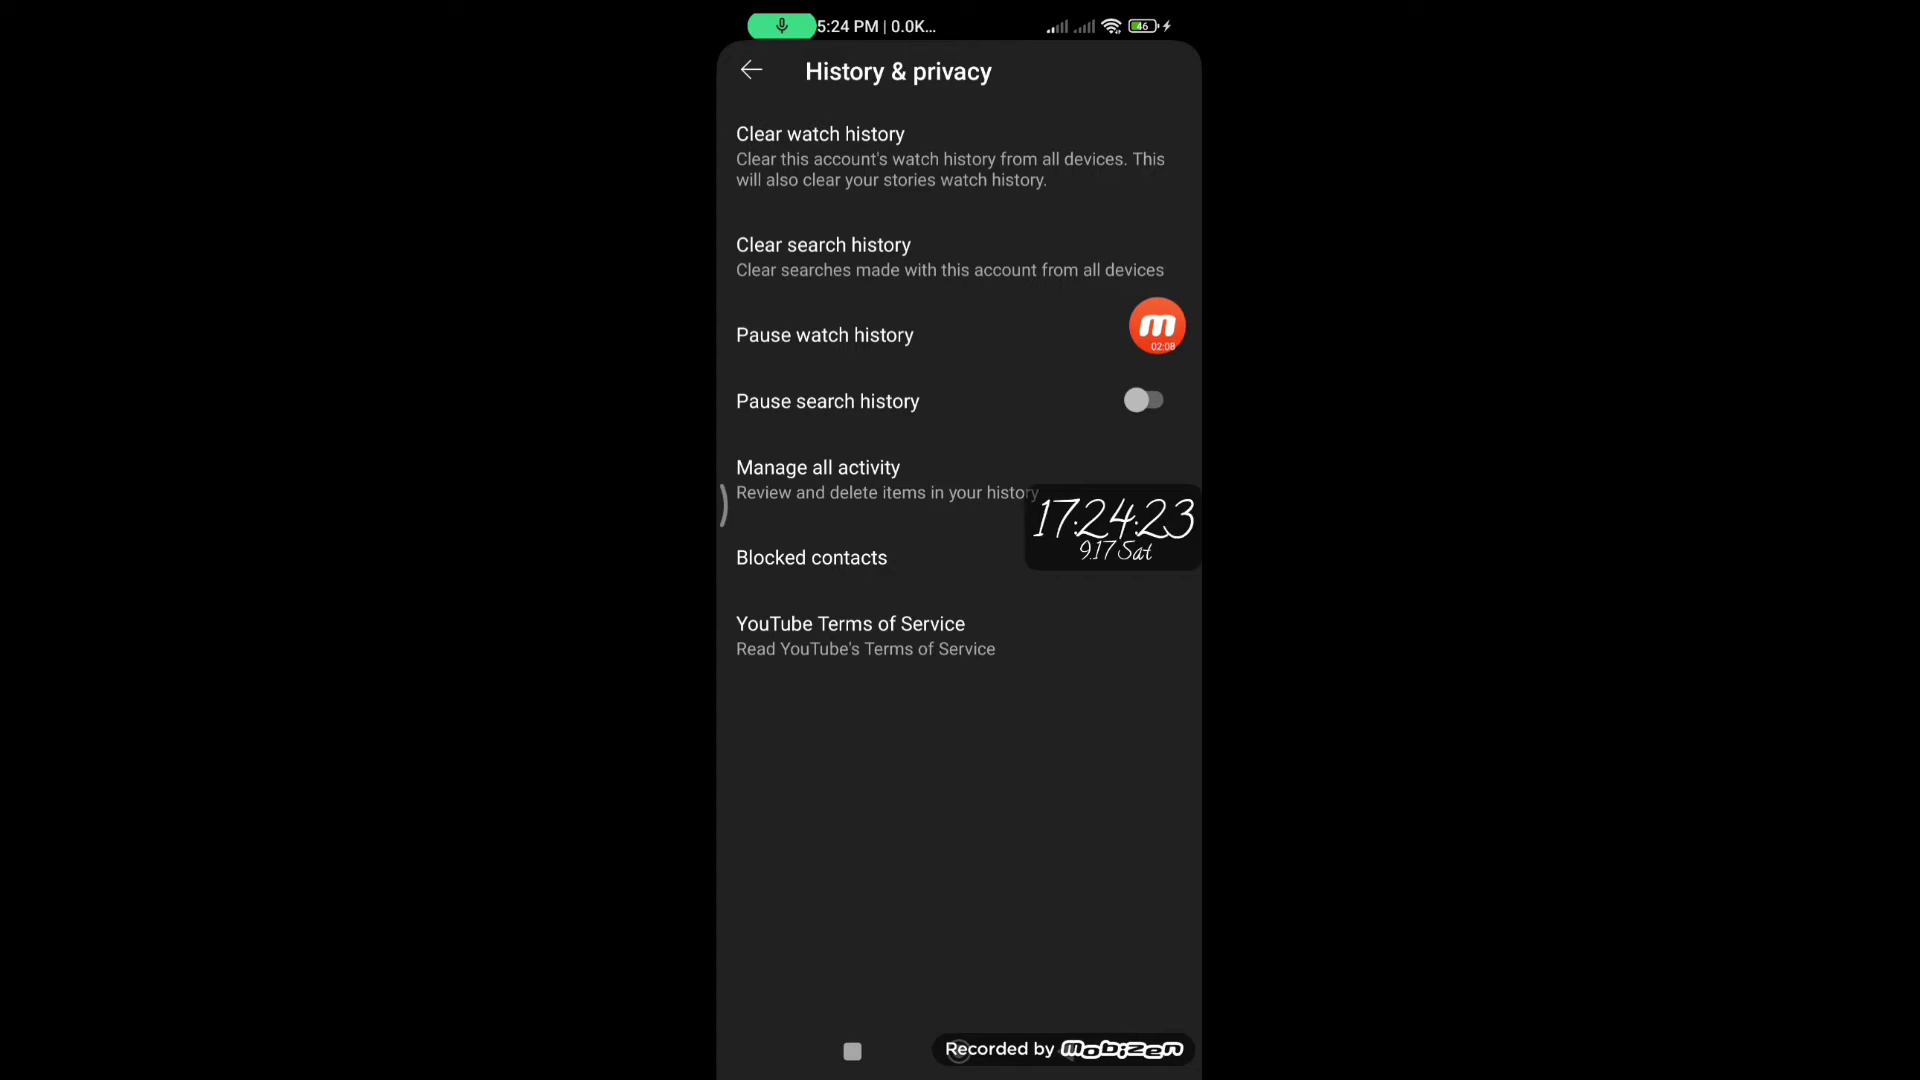 5:24 PM | 0.0K...
46
History & privacy
Clear watch history
Clear this account's watch history from all devices. This
will also clear your stories watch history.
Clear search history
Clear searches made with this account from all devices
m
02:08
Pause watch history
Pause search history
Manage all activity
Review and delete items in your history
17:24:23
9.17 Sat
Blocked contacts
YouTube Terms of Service
Read YouTube's Terms of Service
Recorded by mobizen